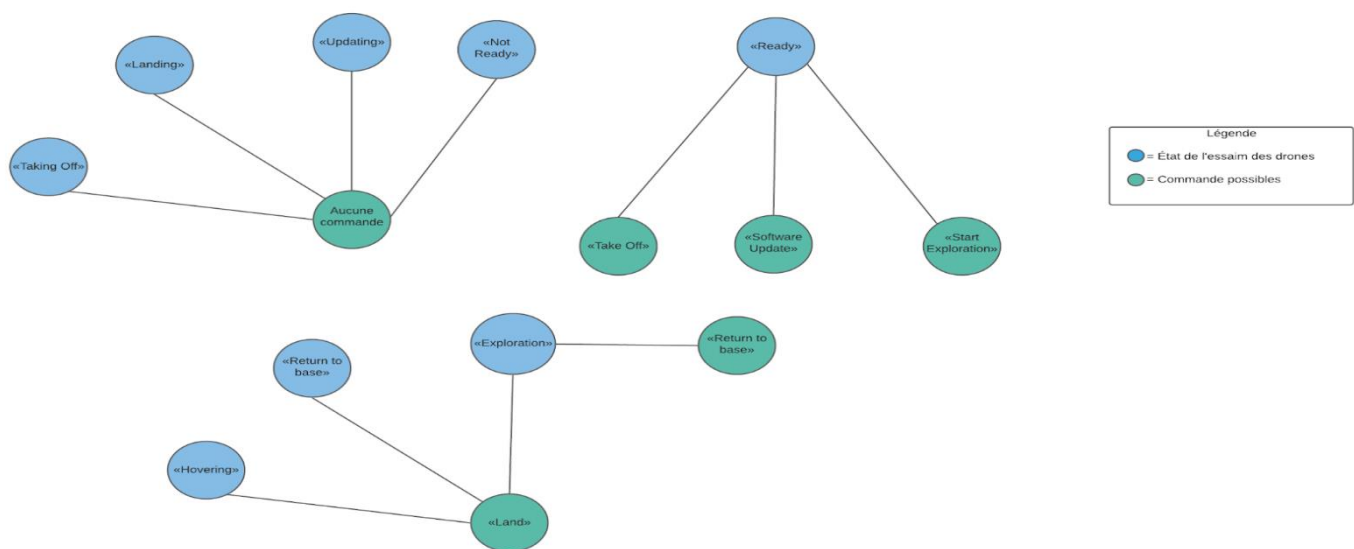 «Updating»
«Not
Ready»
«Landing»
«Taking Off»
Aucune
commande
«Ready»
«Take Off»
«Software
Update»
«Start
Exploration»
Légende
= État de l'essaim des drones
= Commande possibles
«Exploration»
«Return to
base»
«Return to
base»
«Hovering»
«Land»